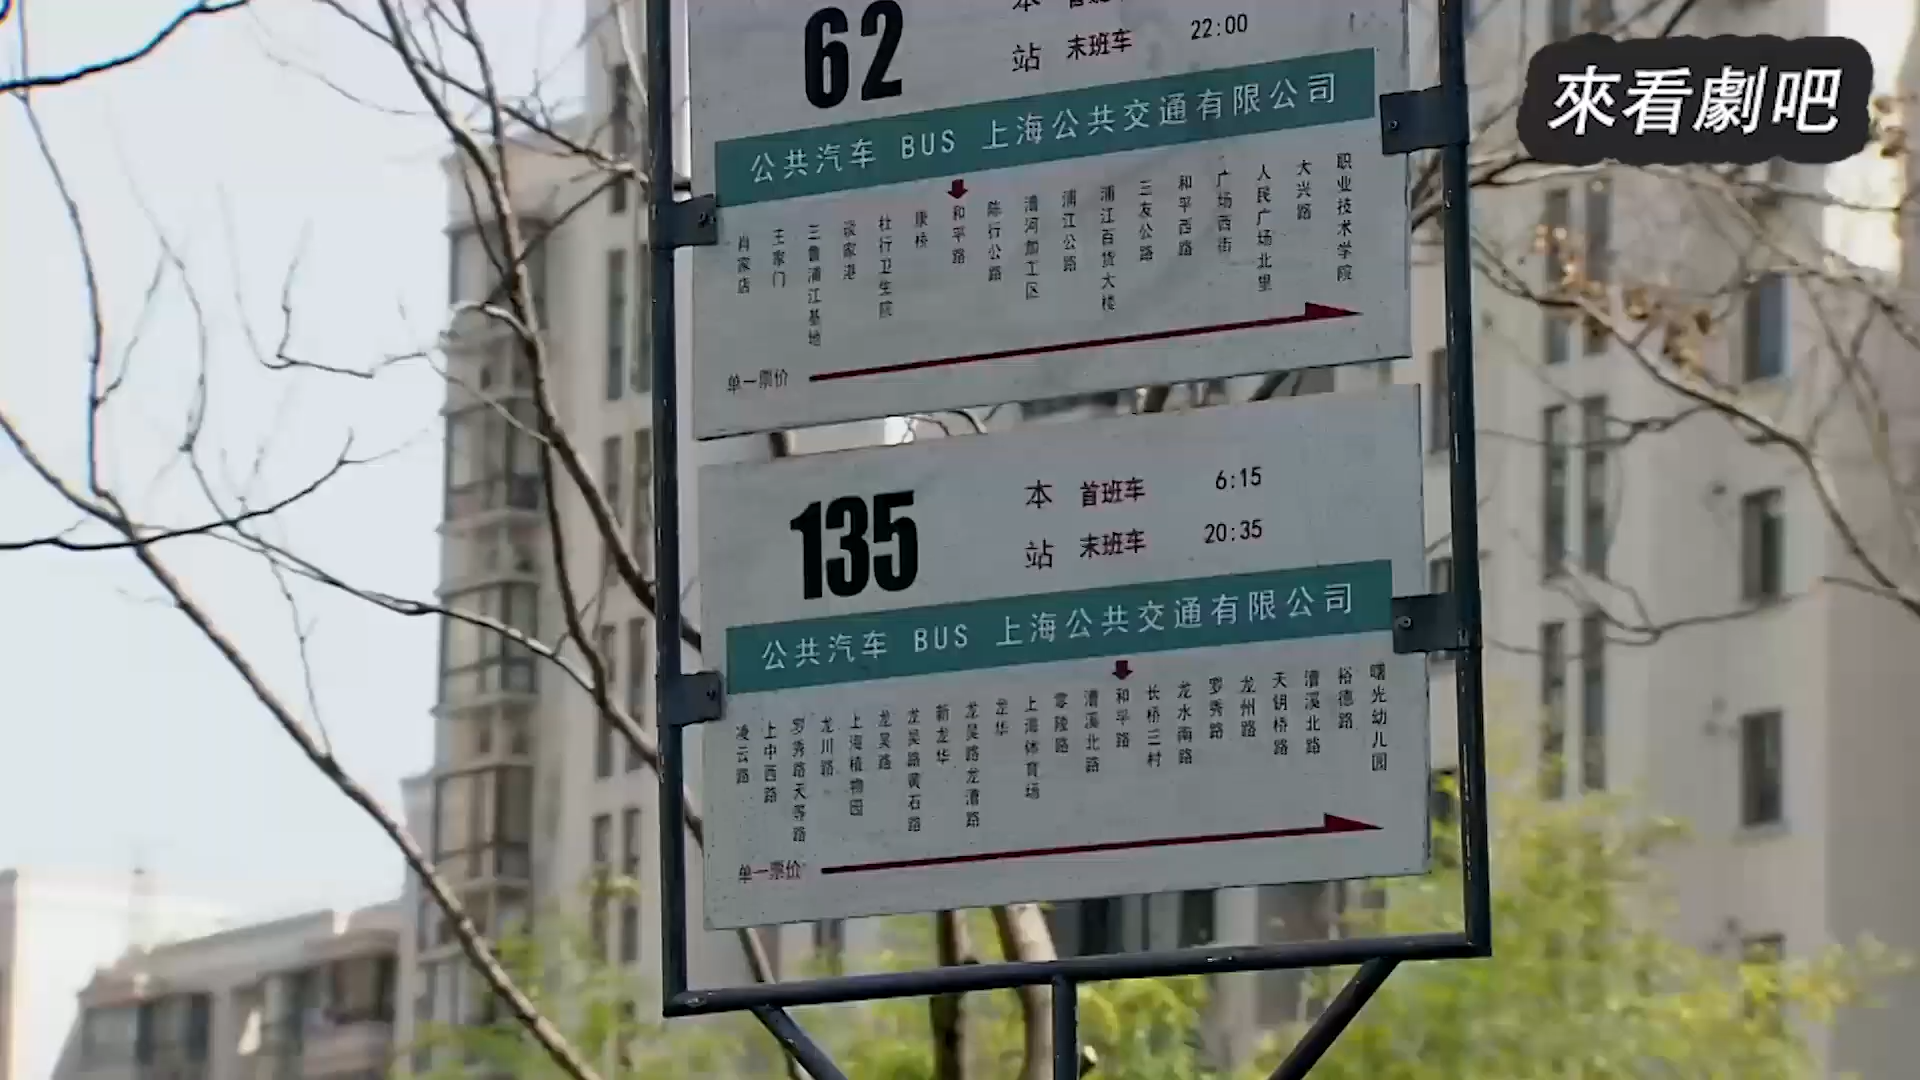 62
本 首班车
站 末班车 22:00
來看劇吧
公共汽车 BUS 上海公共交通有限公司
肖家店
王家门
三鲁浦江基地
谈家港
杜行卫生院
康桥
和平路
陈行公路
漕河加工区
浦江公路
浦江百货大楼
三友公路
和平西路
广场西街
人民广场北里
大兴路
职业技术学院
单一票价
135
本 首班车 6:15
站 末班车 20:35
公共汽车 BUS 上海公共交通有限公司
凌云路
上中西路
罗秀路天等路
龙川路
上海植物园
龙吴路
龙吴路黄石路
新龙华
龙吴路龙漕路
龙华
上海体育场
零陵路
漕溪北路
和平路
长桥三村
龙水南路
罗秀路
龙州路
天钥桥路
漕溪北路
裕德路
曙光幼儿园
单一票价